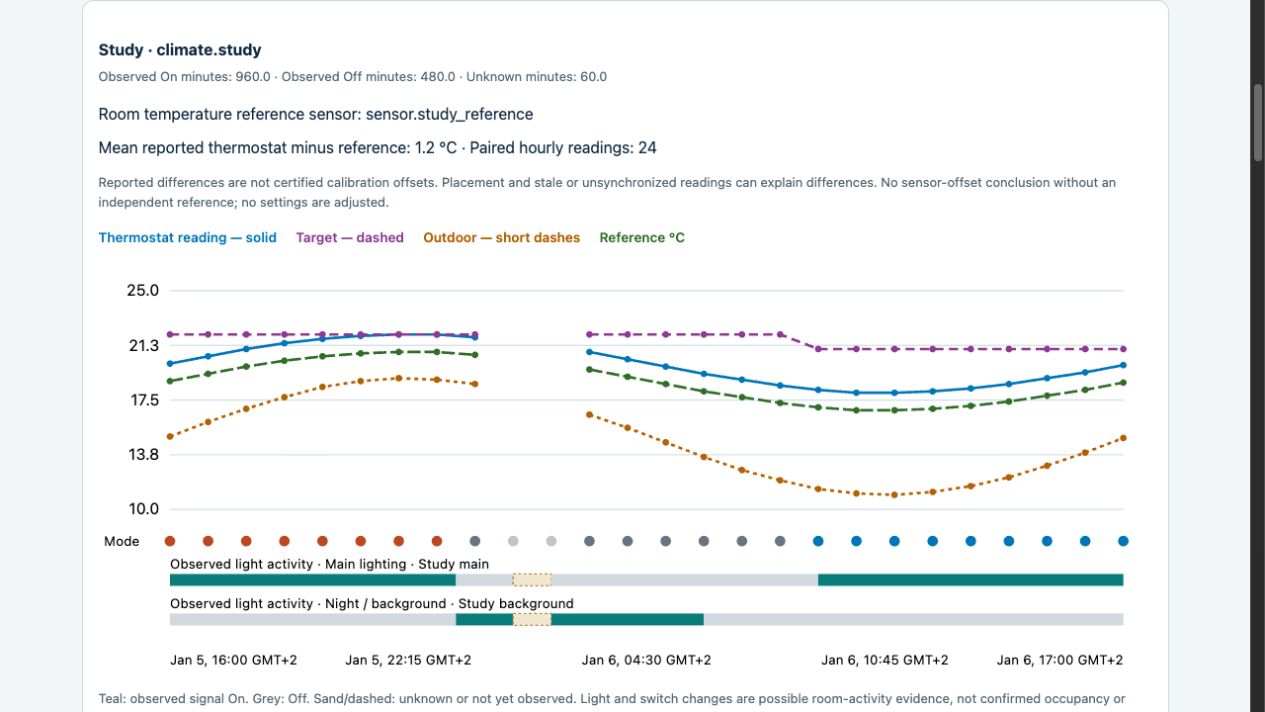 Study · climate.study
Observed On minutes: 960.0 · Observed Off minutes: 480.0 · Unknown minutes: 60.0
Room temperature reference sensor: sensor.study_reference
Mean reported thermostat minus reference: 1.2 °C · Paired hourly readings: 24
Reported differences are not certified calibration offsets. Placement and stale or unsynchronized readings can explain differences. No sensor-offset conclusion without an
independent reference; no settings are adjusted.
Thermostat reading — solid Target — dashed Outdoor — short dashes Reference °C
25.0
21.3
17.5
13.8
10.0
Mode
Observed light activity · Main lighting · Study main
Observed light activity · Night / background · Study background
Jan 5, 16:00 GMT+2 Jan 5, 22:15 GMT+2 Jan 6, 04:30 GMT+2 Jan 6, 10:45 GMT+2 Jan 6, 17:00 GMT+2
Teal: observed signal On. Grey: Off. Sand/dashed: unknown or not yet observed. Light and switch changes are possible room-activity evidence, not confirmed occupancy or